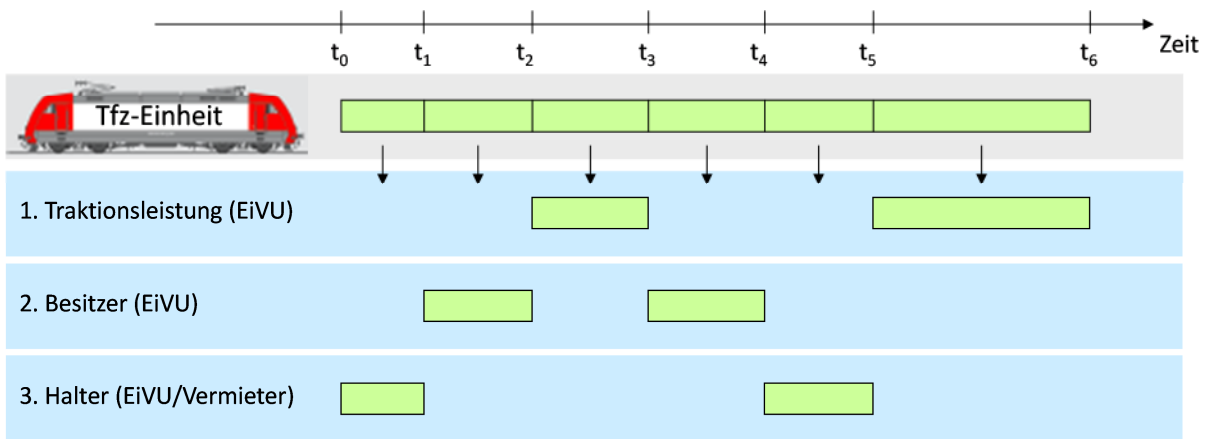 t0 t1 t2 t3 t4 t5 t6 Zeit
Tfz-Einheit
1. Traktionsleistung (EiVU)
2. Besitzer (EiVU)
3. Halter (EiVU/Vermieter)